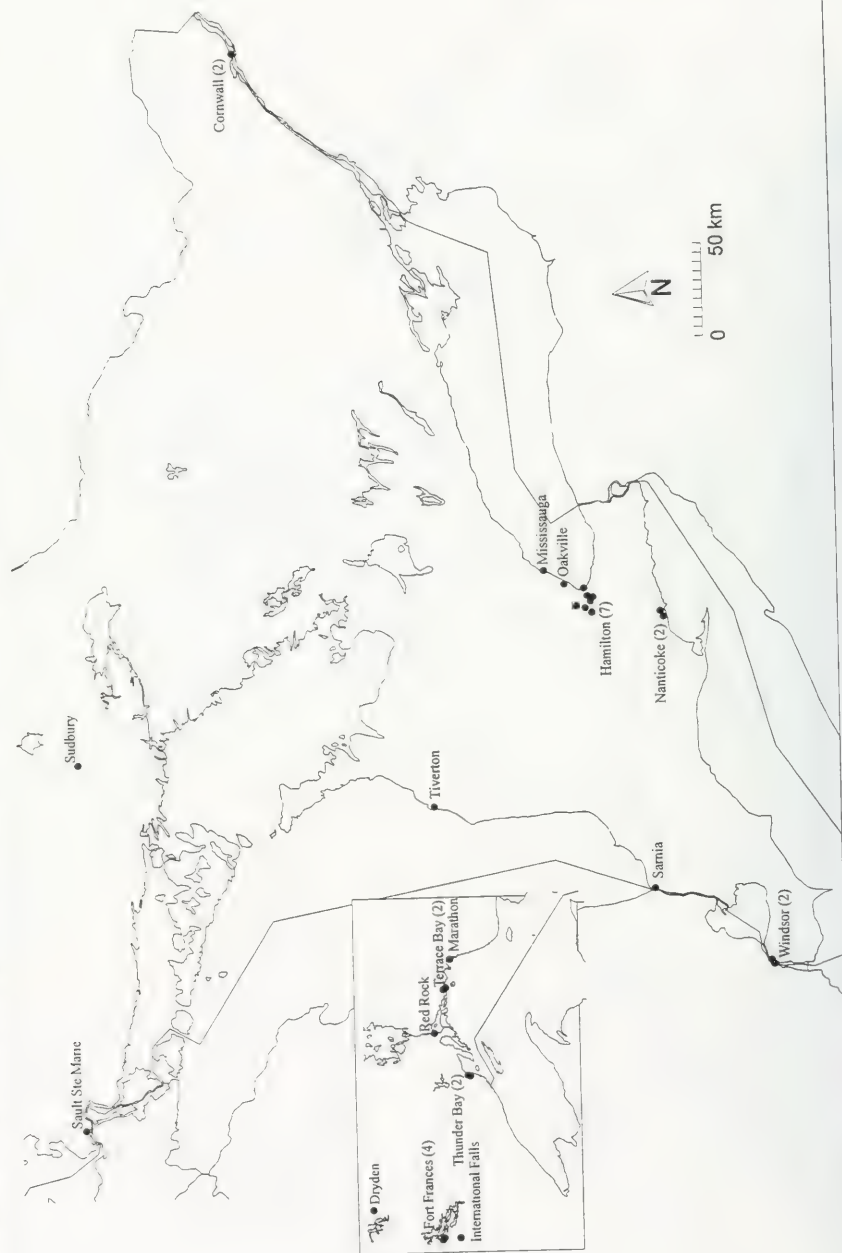 Cornwall (2)
Sudbury
Sault Ste Marie
Tiverton
Mississauga
Oakville
Hamilton (7)
Nanticoke (2)
Sarnia
Windsor (2)
Dryden
Fort Frances (4)
International Falls
Thunder Bay (2)
Red Rock
Terrace Bay (2)
Marathon
N
0
50 km